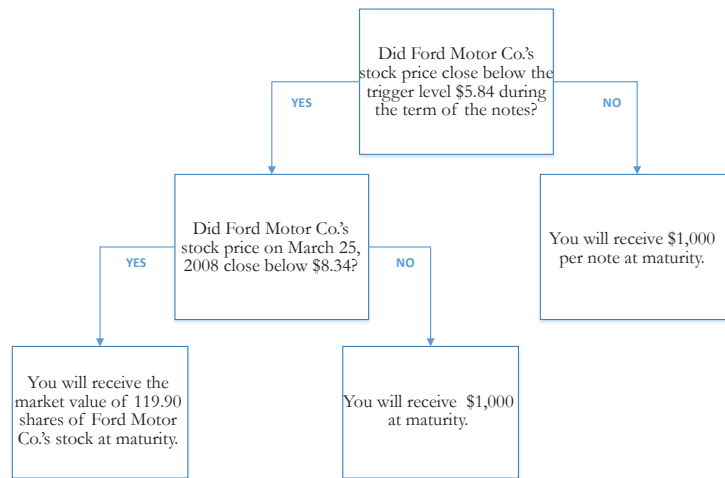 Did Ford Motor Co.'s
stock price close below the
trigger level $5.84 during
the term of the notes?
YES
NO
Did Ford Motor Co.'s
stock price on March 25,
2008 close below $8.34?
You will receive $1,000
per note at maturity.
YES
NO
You will receive the
market value of 119.90
shares of Ford Motor
Co.'s stock at maturity.
You will receive $1,000
at maturity.